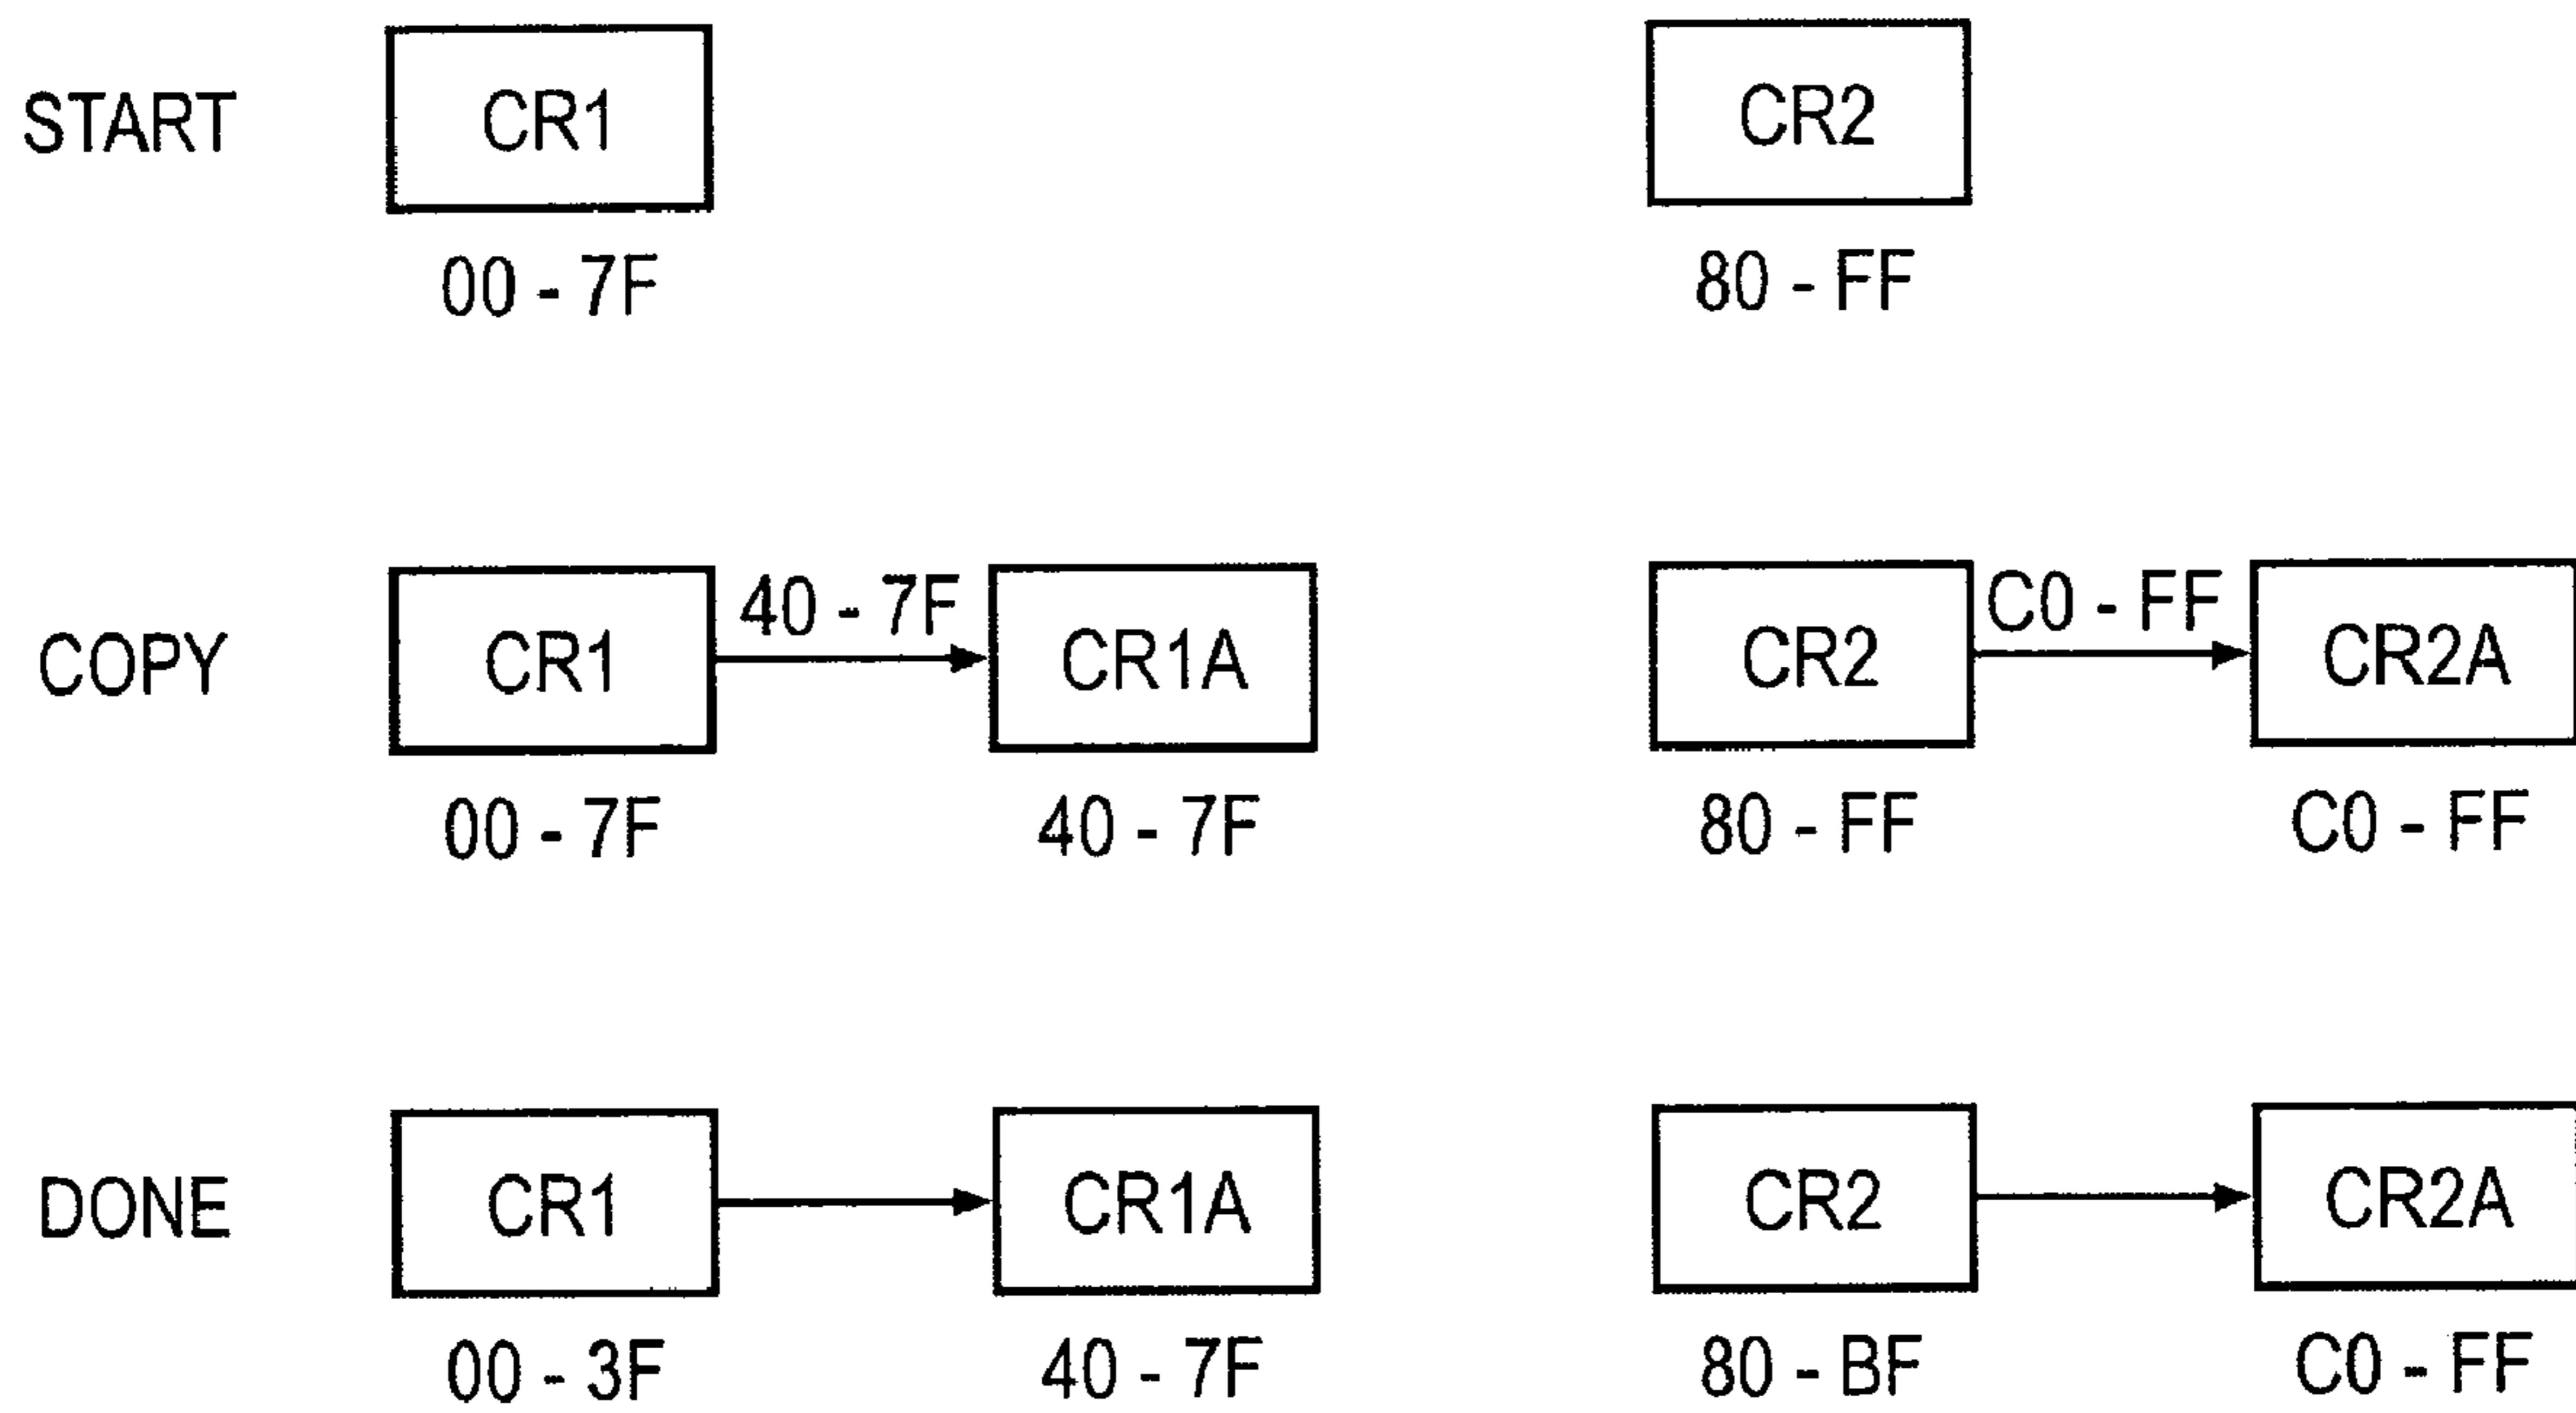 START CR1 CR2
00 - 7F 80 - FF
40 - 7F C0 - FF
COPY CR1 CR1A CR2 CR2A
00 - 7F 40 - 7F 80 - FF C0 - FF
DONE CR1 CR1A CR2 CR2A
00 - 3F 40 - 7F 80 - BF C0 - FF